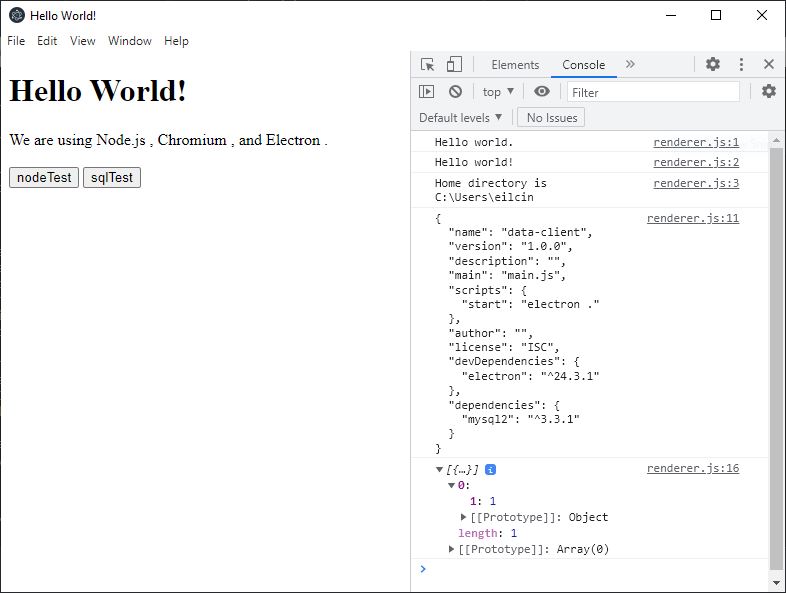 Hello World!
File Edit View Window Help
Hello World!
We are using Node.js , Chromium , and Electron .
nodeTest sqlTest
Elements Console »
top ▼ Filter
Default levels ▼ No Issues
Hello world. renderer.js:1
Hello world! renderer.js:2
Home directory is renderer.js:3
C:\Users\eilcin
{ renderer.js:11
"name": "data-client",
"version": "1.0.0",
"description": "",
"main": "main.js",
"scripts": {
"start": "electron ."
},
"author": "",
"license": "ISC",
"devDependencies": {
"electron": "^24.3.1"
},
"dependencies": {
"mysql2": "^3.3.1"
}
}
▼ [{…}] i renderer.js:16
▼ 0:
1: 1
▶ [[Prototype]]: Object
length: 1
▶ [[Prototype]]: Array(0)
>